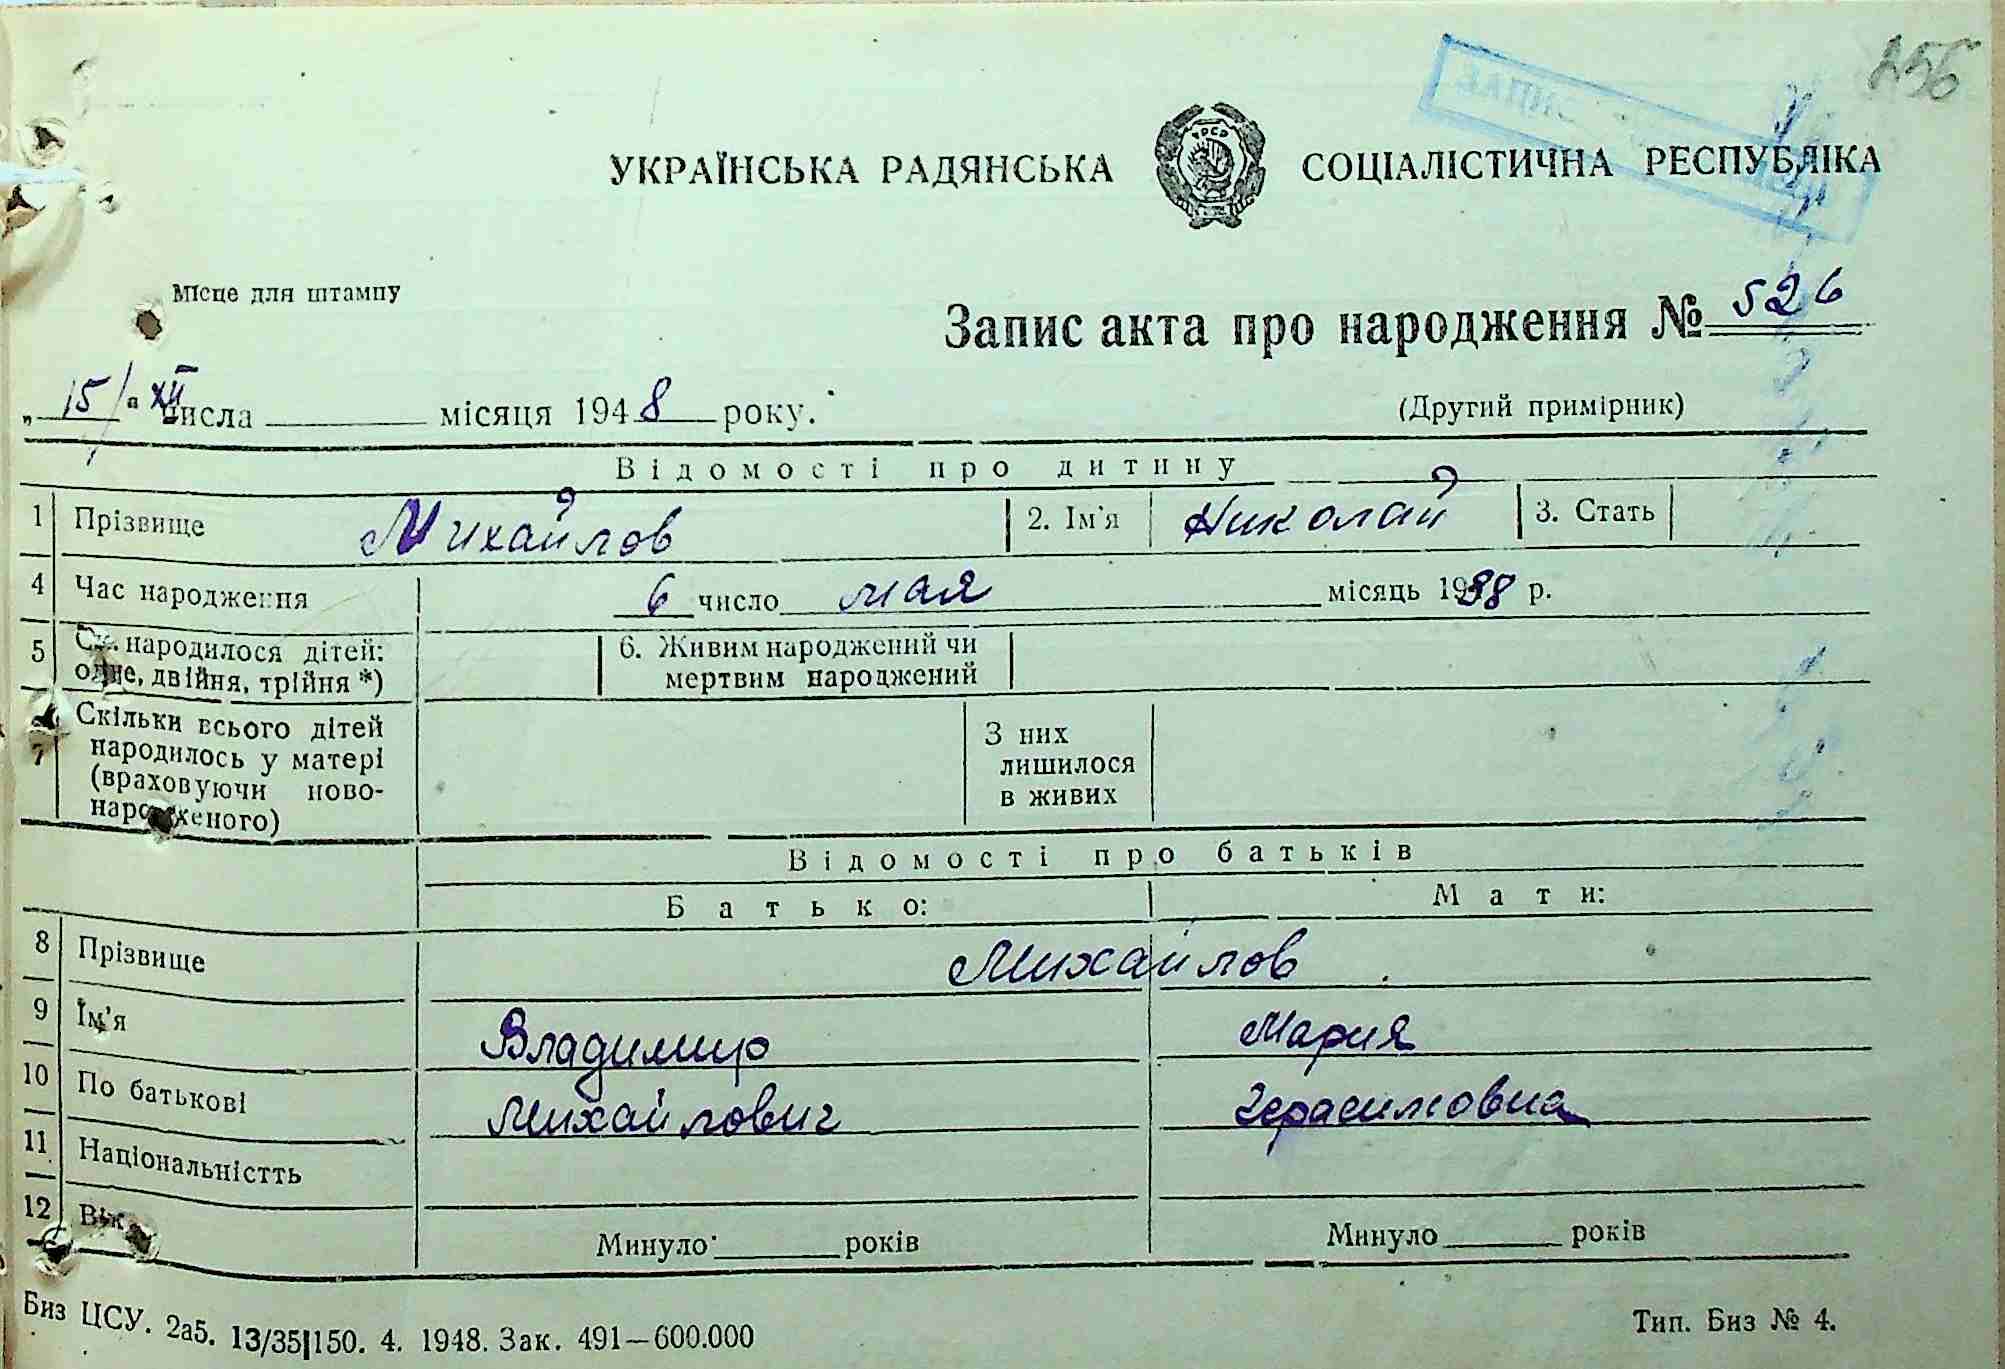 256
УКРАЇНСЬКА РАДЯНСЬКА СОЦІАЛІСТИЧНА РЕСПУБЛІКА
УРСР
Місце для штампу
Запис акта про народження № 526
„15/“ XII числа місяця 1948 року.
(Другий примірник)
Відомості про дитину
1 Прізвище Михайлов 2. Ім'я Николай 3. Стать
4 Час народження 6 число мая місяць 1938 р.
5 Ск. народилося дітей: одне, двійня, трійня *) 6. Живим народжений чи мертвим народжений
7 Скільки всього дітей народилось у матері (враховуючи новонародженого) З них лишилося в живих
Відомості про батьків
Батько: Мати:
8 Прізвище Михайлов
9 Ім'я Владимир Мария
10 По батькові Михайлович Герасимовна
11 Національністть
12 Вік Минуло років Минуло років
Биз ЦСУ. 2а5. 13/35|150. 4. 1948. Зак. 491—600.000 Тип. Биз № 4.